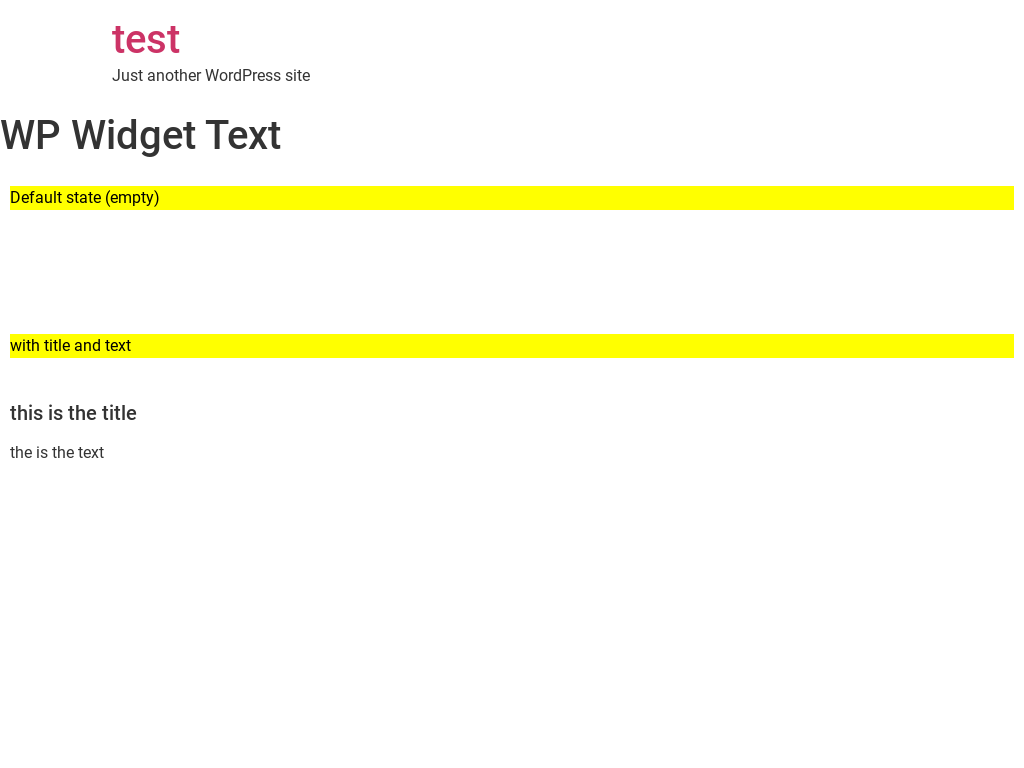 test
Just another WordPress site
WP Widget Text
Default state (empty)
with title and text
this is the title
the is the text